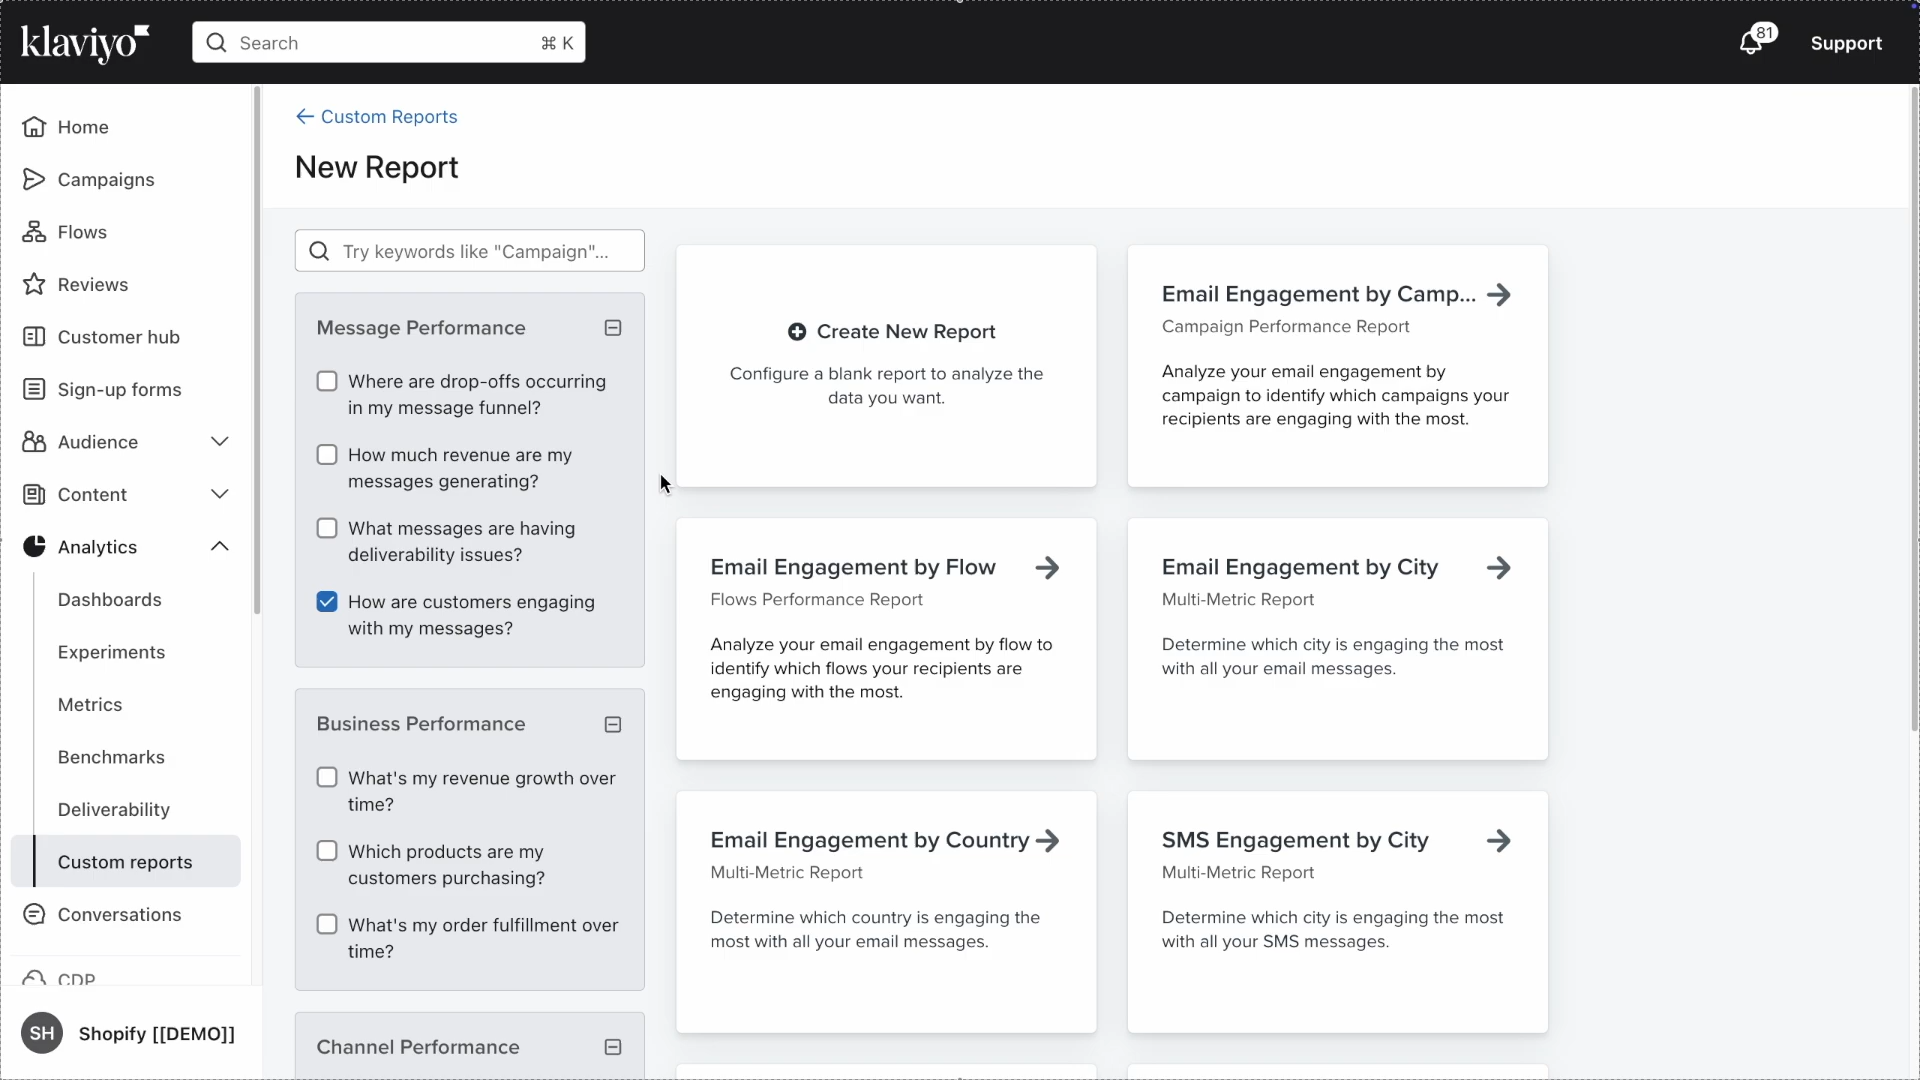 klaviyo
Search
⌘ K
81
Support
Home
Campaigns
Flows
Reviews
Customer hub
Sign-up forms
Audience
Content
Analytics
Dashboards
Experiments
Metrics
Benchmarks
Deliverability
Custom reports
Conversations
CDP
SH
Shopify [[DEMO]]
← Custom Reports
New Report
Try keywords like "Campaign"...
Message Performance
Where are drop-offs occurring
in my message funnel?
How much revenue are my
messages generating?
What messages are having
deliverability issues?
How are customers engaging
with my messages?
Business Performance
What's my revenue growth over
time?
Which products are my
customers purchasing?
What's my order fulfillment over
time?
Channel Performance
Create New Report
Configure a blank report to analyze the
data you want.
Email Engagement by Camp...
Campaign Performance Report
Analyze your email engagement by
campaign to identify which campaigns your
recipients are engaging with the most.
Email Engagement by Flow
Flows Performance Report
Analyze your email engagement by flow to
identify which flows your recipients are
engaging with the most.
Email Engagement by City
Multi-Metric Report
Determine which city is engaging the most
with all your email messages.
Email Engagement by Country
Multi-Metric Report
Determine which country is engaging the
most with all your email messages.
SMS Engagement by City
Multi-Metric Report
Determine which city is engaging the most
with all your SMS messages.